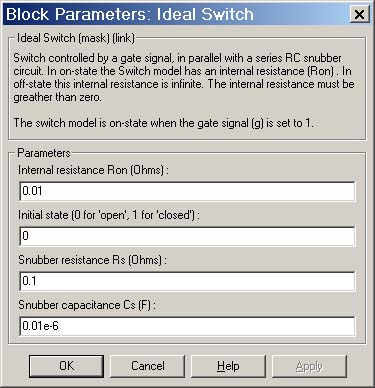 Block Parameters: Ideal Switch
Ideal Switch (mask) (link)
Switch controlled by a gate signal, in parallel with a series RC snubber
circuit. In on-state the Switch model has an internal resistance (Ron) . In
off-state this internal resistance is infinite. The internal resistance must be
greather than zero.
The switch model is on-state when the gate signal (g) is set to 1.
Parameters
Internal resistance Ron (Ohms) :
0.01
Initial state (0 for 'open', 1 for 'closed') :
0
Snubber resistance Rs (Ohms) :
0.1
Snubber capacitance Cs (F) :
0.01e-6
OK Cancel Help Apply